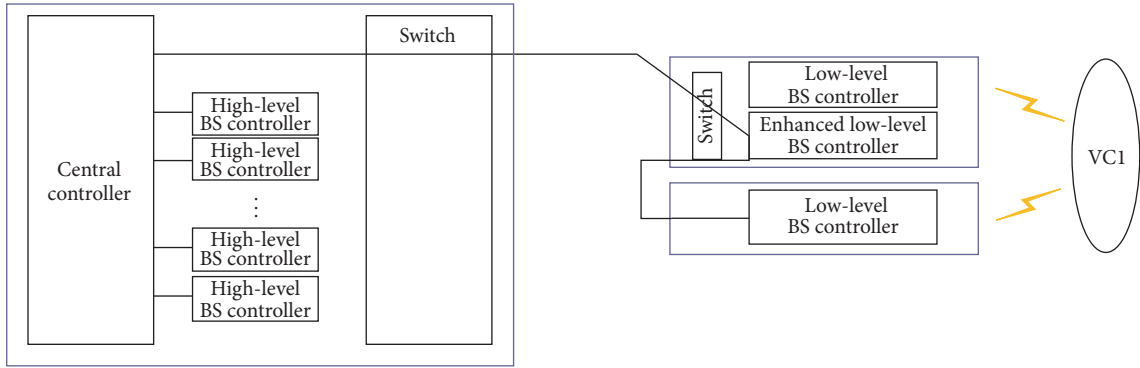 Central
controller
High-level
BS controller
High-level
BS controller
⋮
High-level
BS controller
High-level
BS controller
Switch
Switch
Low-level
BS controller
Enhanced low-level
BS controller
Low-level
BS controller
VC1